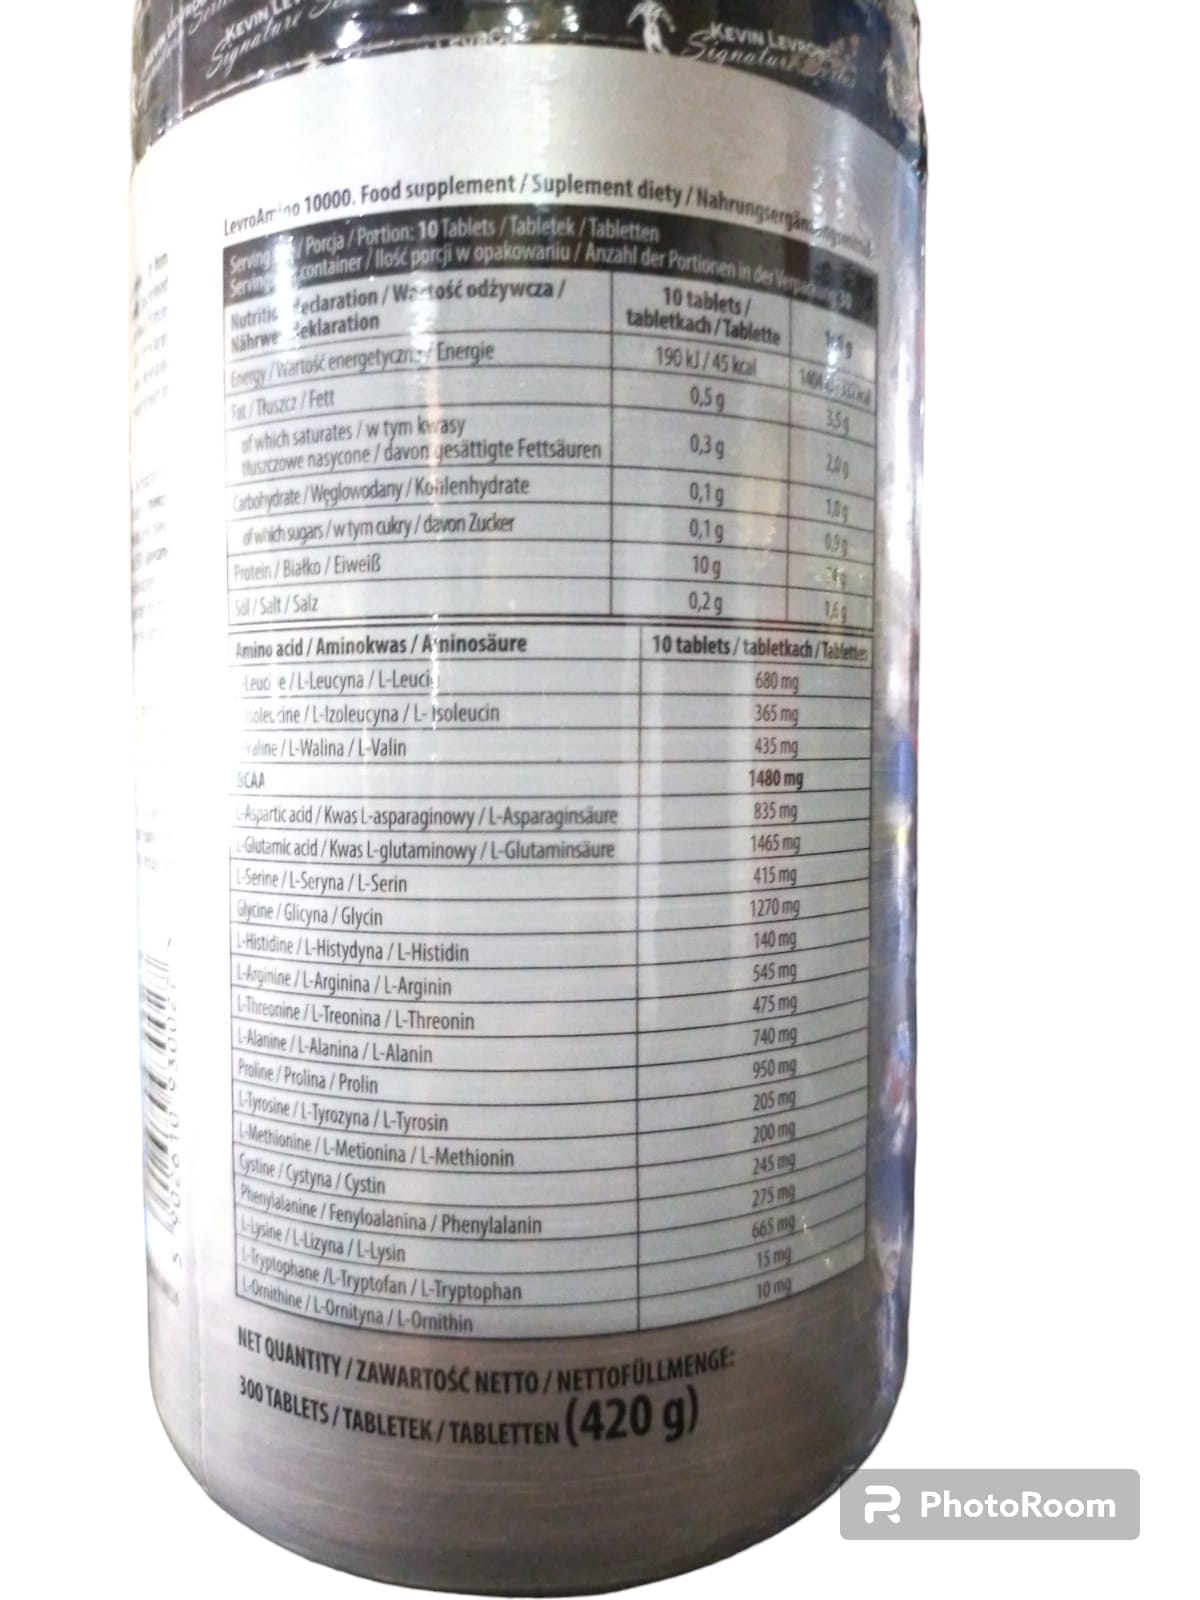 KEVIN LEVRONE
Signature Series
LevroAmino 10000. Food supplement / Suplement diety / Nahrungsergänzungsmittel
Serving / Porcja / Portion: 10 Tablets / Tabletek / Tabletten
Serving container / Ilość porcji w opakowaniu / Anzahl der Portionen in der Verpackung: 30
declaration / Wartość odżywcza / 10 tablets / 100g
tabletkach / Tablette
Energy / Wartość energetyczna / Energie 190 kJ / 45 kcal
Fat / Tłuszcz / Fett 0,5 g 3,5 g
of which saturates / w tym kwasy
tłuszczowe nasycone / davon gesättigte Fettsäuren 0,3 g 2,0 g
Carbohydrate / Węglowodany / Kohlenhydrate 0,1 g 1,0 g
of which sugars / w tym cukry / davon Zucker 0,1 g 0,9 g
Protein / Białko / Eiweiß 10 g
Sól / Salt / Salz 0,2 g 1,6 g
Amino acid / Aminokwas / Aminosäure 10 tablets / tabletkach / Tabletten
L-Leucyna / 680 mg
/ L-Izoleucyna / L- Isoleucin 365 mg
valine / L-Walina / L-Valin 435 mg
BCAA 1480 mg
L-Aspartic acid / Kwas L-asparaginowy / L-Asparaginsäure 835 mg
L-Glutamic acid / Kwas L-glutaminowy / L-Glutaminsäure 1465 mg
L-Serine / L-Seryna / L-Serin 415 mg
Glycine / Glicyna / Glycin 1270 mg
L-Histidine / L-Histydyna / L-Histidin 140 mg
L-Arginine / L-Arginina / L-Arginin 545 mg
L-Threonine / L-Treonina / L-Threonin 475 mg
L-Alanine / L-Alanina / L-Alanin 740 mg
Proline / Prolina / Prolin 950 mg
L-Tyrosine / L-Tyrozyna / L-Tyrosin 205 mg
L-Methionine / L-Metionina / L-Methionin 200 mg
Cystine / Cystyna / Cystin 245 mg
Phenylalanine / Fenyloalanina / Phenylalanin 275 mg
L-Lysine / L-Lizyna / L-Lysin 665 mg
L-Tryptophane /L-Tryptofan / L-Tryptophan 15 mg
L-Ornithine / L-Ornityna / L-Ornithin 10 mg
NET QUANTITY / ZAWARTOŚĆ NETTO / NETTOFÜLLMENGE:
300 TABLETS / TABLETEK / TABLETTEN (420 g)
PhotoRoom